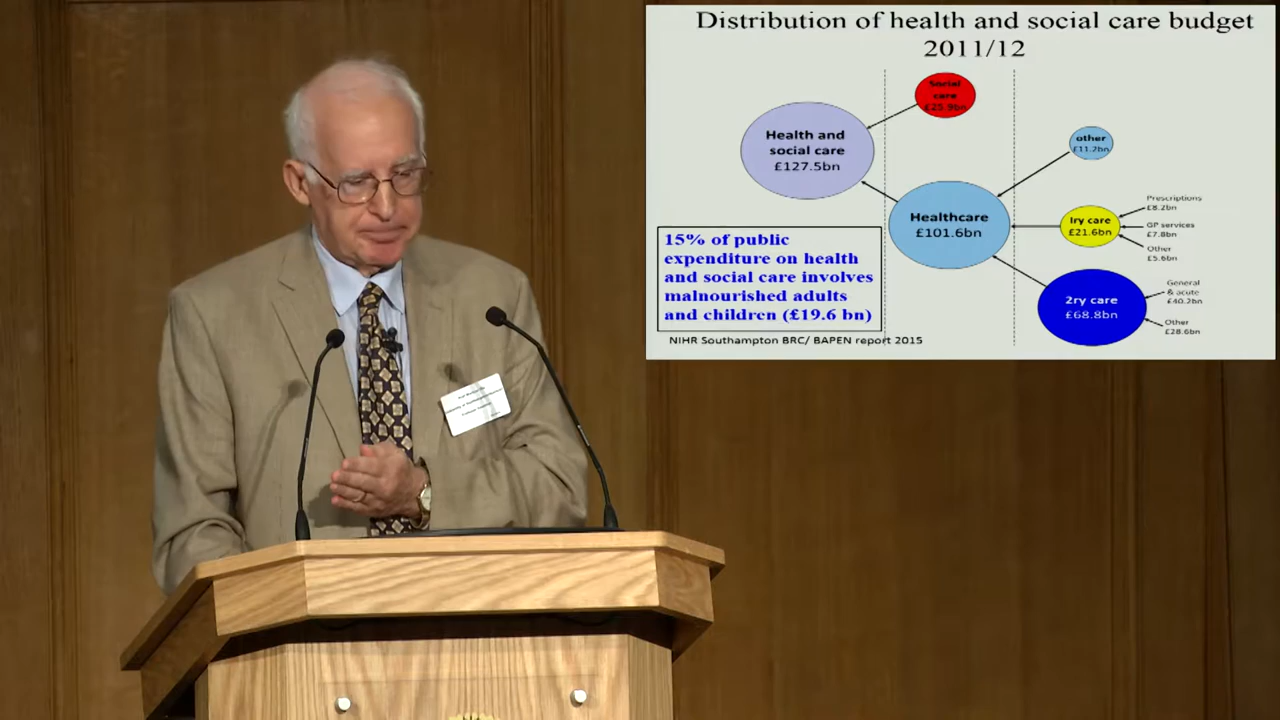 Distribution of health and social care budget
2011/12
Social
care
£25.9bn
Health and
social care
£127.5bn
other
£11.2bn
Healthcare
£101.6bn
Iry care
£21.6bn
Prescriptions
£8.2bn
GP services
£7.8bn
Other
£5.6bn
2ry care
£68.8bn
General
& acute
£40.2bn
Other
£28.6bn
15% of public
expenditure on health
and social care involves
malnourished adults
and children (£19.6 bn)
NIHR Southampton BRC/ BAPEN report 2015